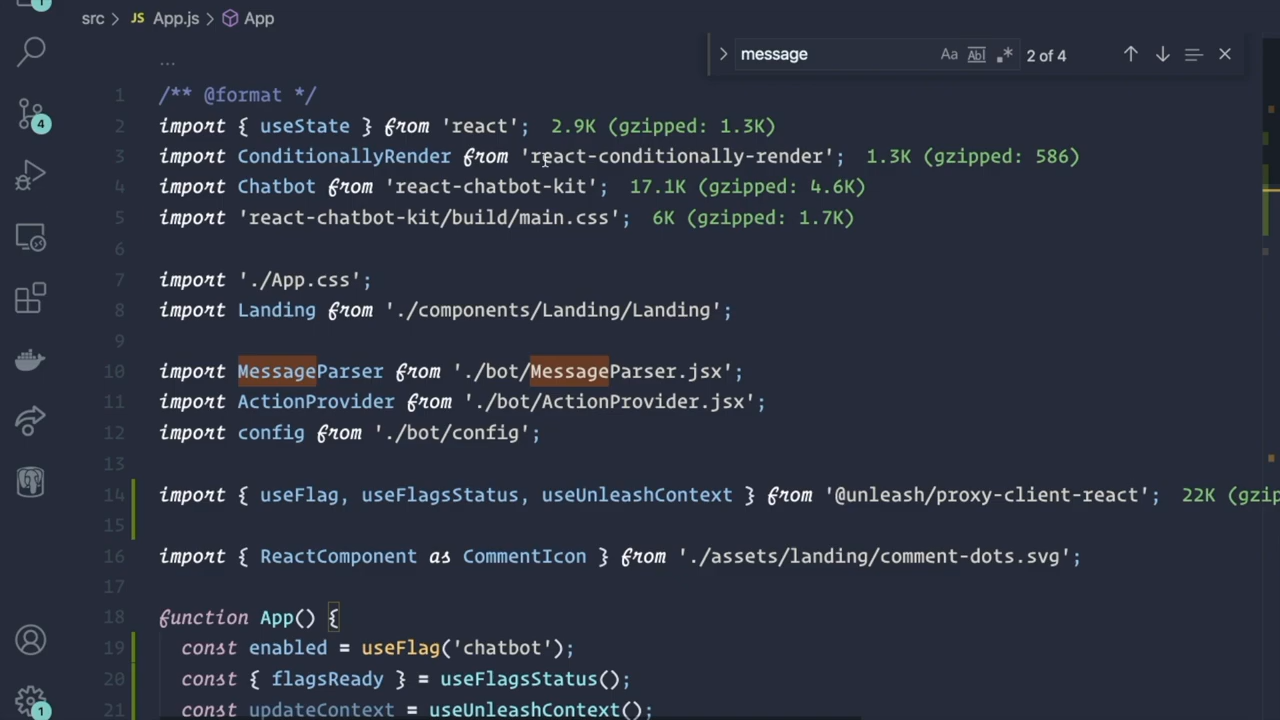 1
src > JS App.js > App
message
Aa Ab .* 2 of 4
...
1 /** @format */
2 import { useState } from 'react'; 2.9K (gzipped: 1.3K)
3 import ConditionallyRender from 'react-conditionally-render'; 1.3K (gzipped: 586)
4 import Chatbot from 'react-chatbot-kit'; 17.1K (gzipped: 4.6K)
5 import 'react-chatbot-kit/build/main.css'; 6K (gzipped: 1.7K)
6
7 import './App.css';
8 import Landing from './components/Landing/Landing';
9
10 import MessageParser from './bot/MessageParser.jsx';
11 import ActionProvider from './bot/ActionProvider.jsx';
12 import config from './bot/config';
13
14 import { useFlag, useFlagsStatus, useUnleashContext } from '@unleash/proxy-client-react'; 22K (gzip
15
16 import { ReactComponent as CommentIcon } from './assets/landing/comment-dots.svg';
17
18 function App() {
19 const enabled = useFlag('chatbot');
20 const { flagsReady } = useFlagsStatus();
21 const updateContext = useUnleashContext();
4
1